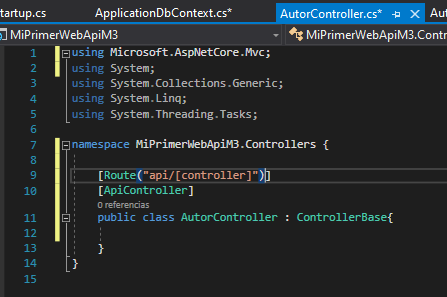 startup.cs ApplicationDbContext.cs* AutorController.cs*
MiPrimerWebApiM3 MiPrimerWebApiM3.Contr
1 using Microsoft.AspNetCore.Mvc;
2 using System;
3 using System.Collections.Generic;
4 using System.Linq;
5 using System.Threading.Tasks;
6
7 namespace MiPrimerWebApiM3.Controllers {
8
9 [Route("api/[controller]")]
10 [ApiController]
0 referencias
11 public class AutorController : ControllerBase{
12
13 }
14 }
15